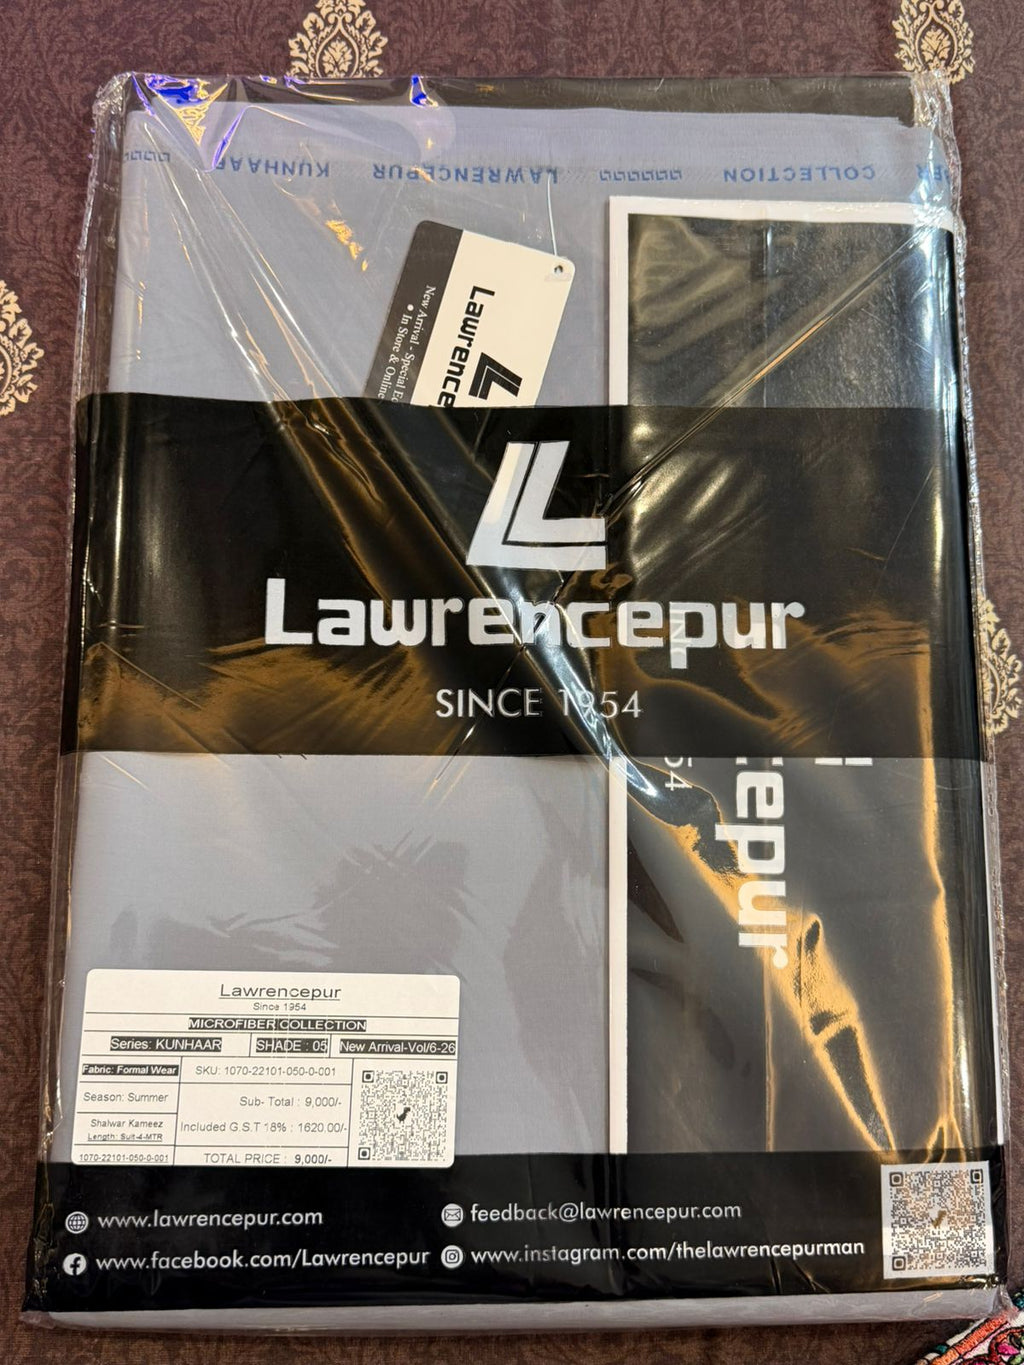 KUNHAAR LAWRENCEPUR COLLECTION
New Arrival - Special
In Store & Online
Lawrence
Lawrencepur
SINCE 1954
54
cepur
Lawrencepur
Since 1954
MICROFIBER COLLECTION
Series: KUNHAAR SHADE : 05 New Arrival-Vol/6-26
Fabric: Formal Wear SKU: 1070-22101-050-0-001
Season: Summer Sub- Total : 9,000/-
Shalwar Kameez
Length: Suit-4-MTR Included G.S.T 18% : 1620.00/-
1070-22101-050-0-001 TOTAL PRICE : 9,000/-
www.lawrencepur.com feedback@lawrencepur.com
www.facebook.com/Lawrencepur www.instagram.com/thelawrencepurman